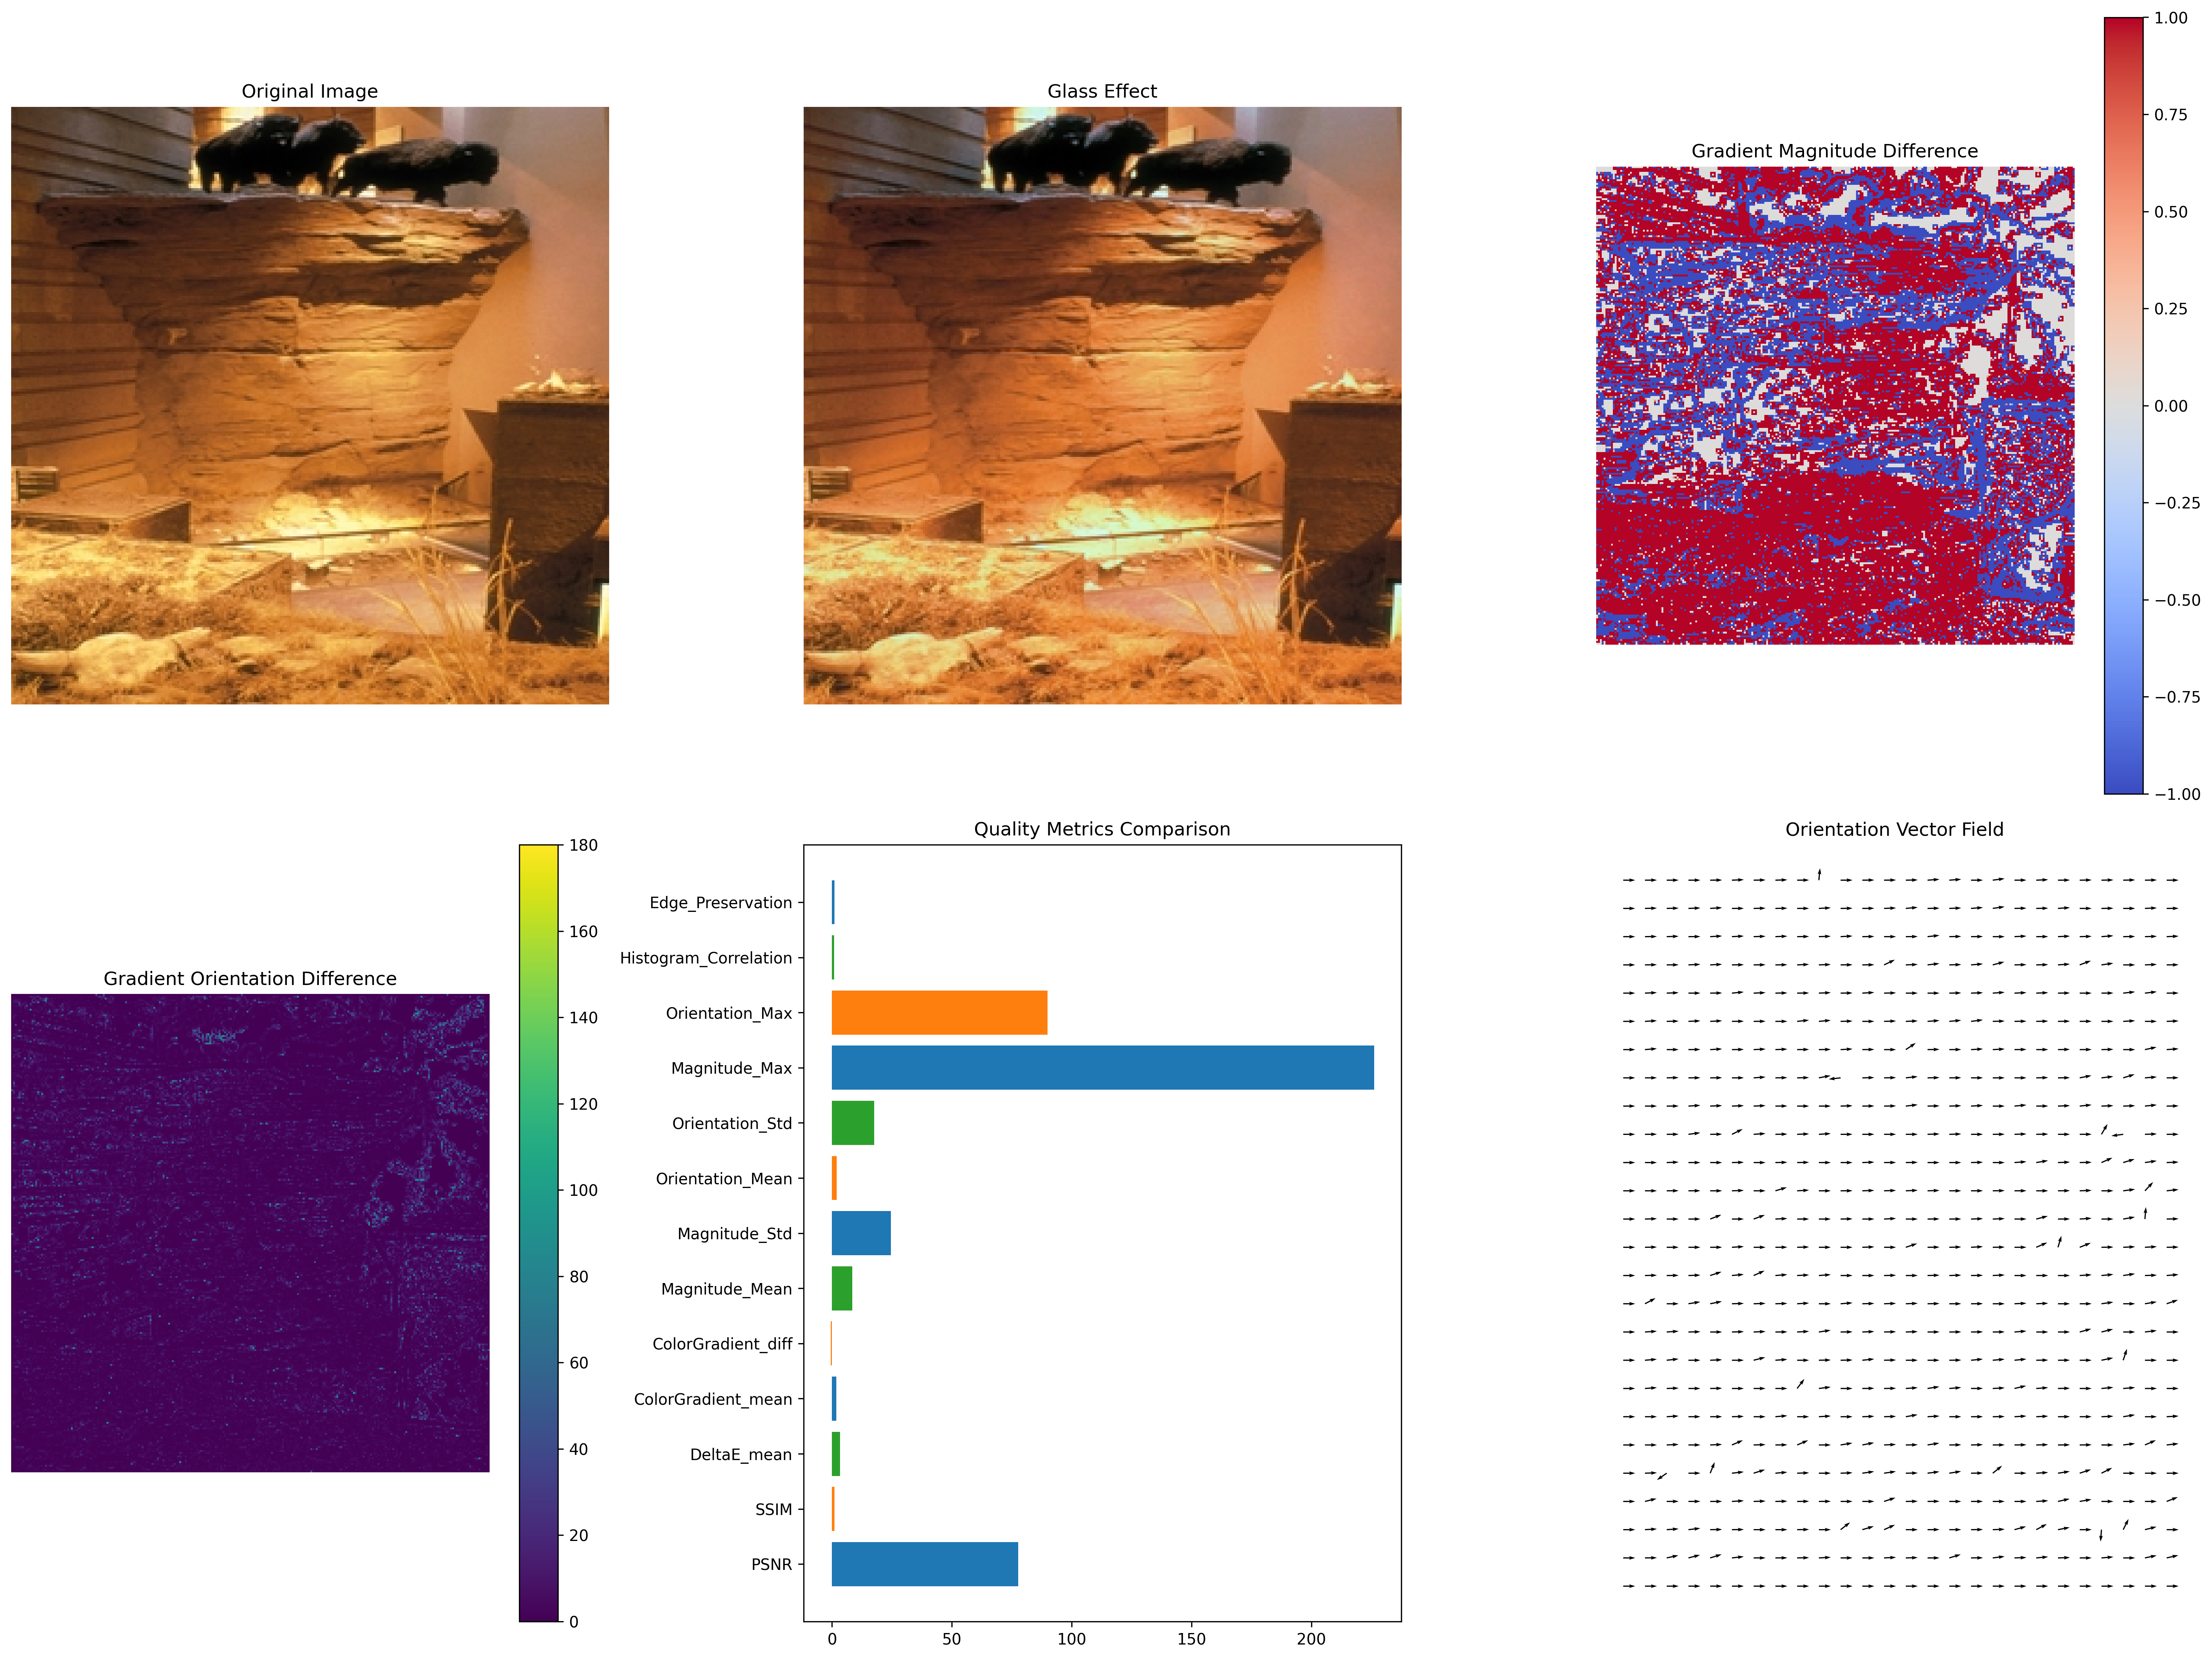 Original Image
Glass Effect
Gradient Magnitude Difference
1.00
0.75
0.50
0.25
0.00
−0.25
−0.50
−0.75
−1.00
Gradient Orientation Difference
180
160
140
120
100
80
60
40
20
0
Quality Metrics Comparison
Edge_Preservation
Histogram_Correlation
Orientation_Max
Magnitude_Max
Orientation_Std
Orientation_Mean
Magnitude_Std
Magnitude_Mean
ColorGradient_diff
ColorGradient_mean
DeltaE_mean
SSIM
PSNR
0 50 100 150 200
Orientation Vector Field